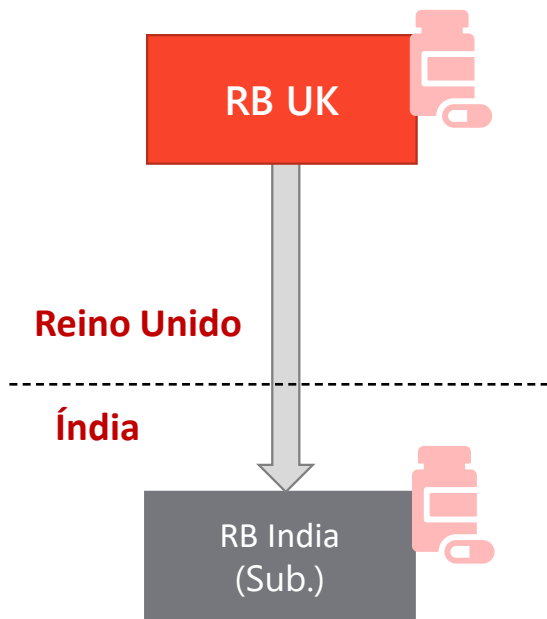 RB UK
Reino Unido
Índia
RB India
(Sub.)